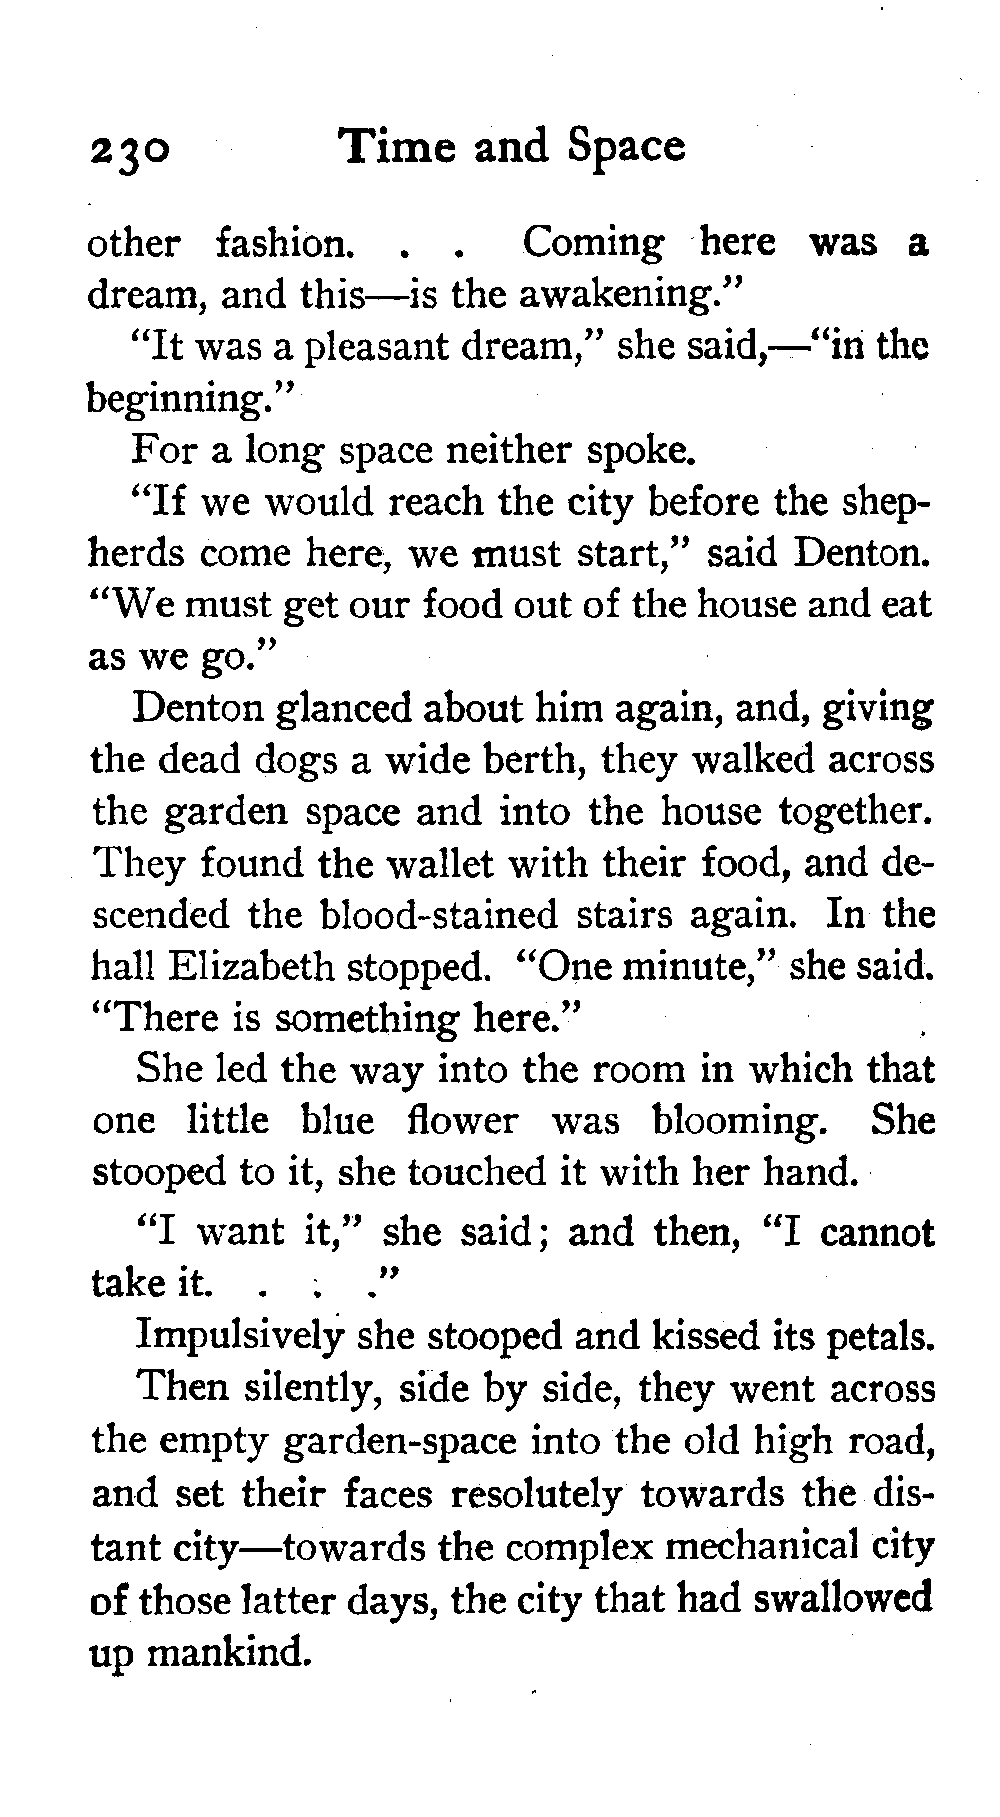 230 Time and Space
other fashion. . . Coming here was a
dream, and this—is the awakening."
"It was a pleasant dream," she said,—"in the
beginning."
For a long space neither spoke.
"If we would reach the city before the shep-
herds come here, we must start," said Denton.
"We must get our food out of the house and eat
as we go."
Denton glanced about him again, and, giving
the dead dogs a wide berth, they walked across
the garden space and into the house together.
They found the wallet with their food, and de-
scended the blood-stained stairs again. In the
hall Elizabeth stopped. "One minute," she said.
"There is something here."
She led the way into the room in which that
one little blue flower was blooming. She
stooped to it, she touched it with her hand.
"I want it," she said; and then, "I cannot
take it. . . ."
Impulsively she stooped and kissed its petals.
Then silently, side by side, they went across
the empty garden-space into the old high road,
and set their faces resolutely towards the dis-
tant city—towards the complex mechanical city
of those latter days, the city that had swallowed
up mankind.